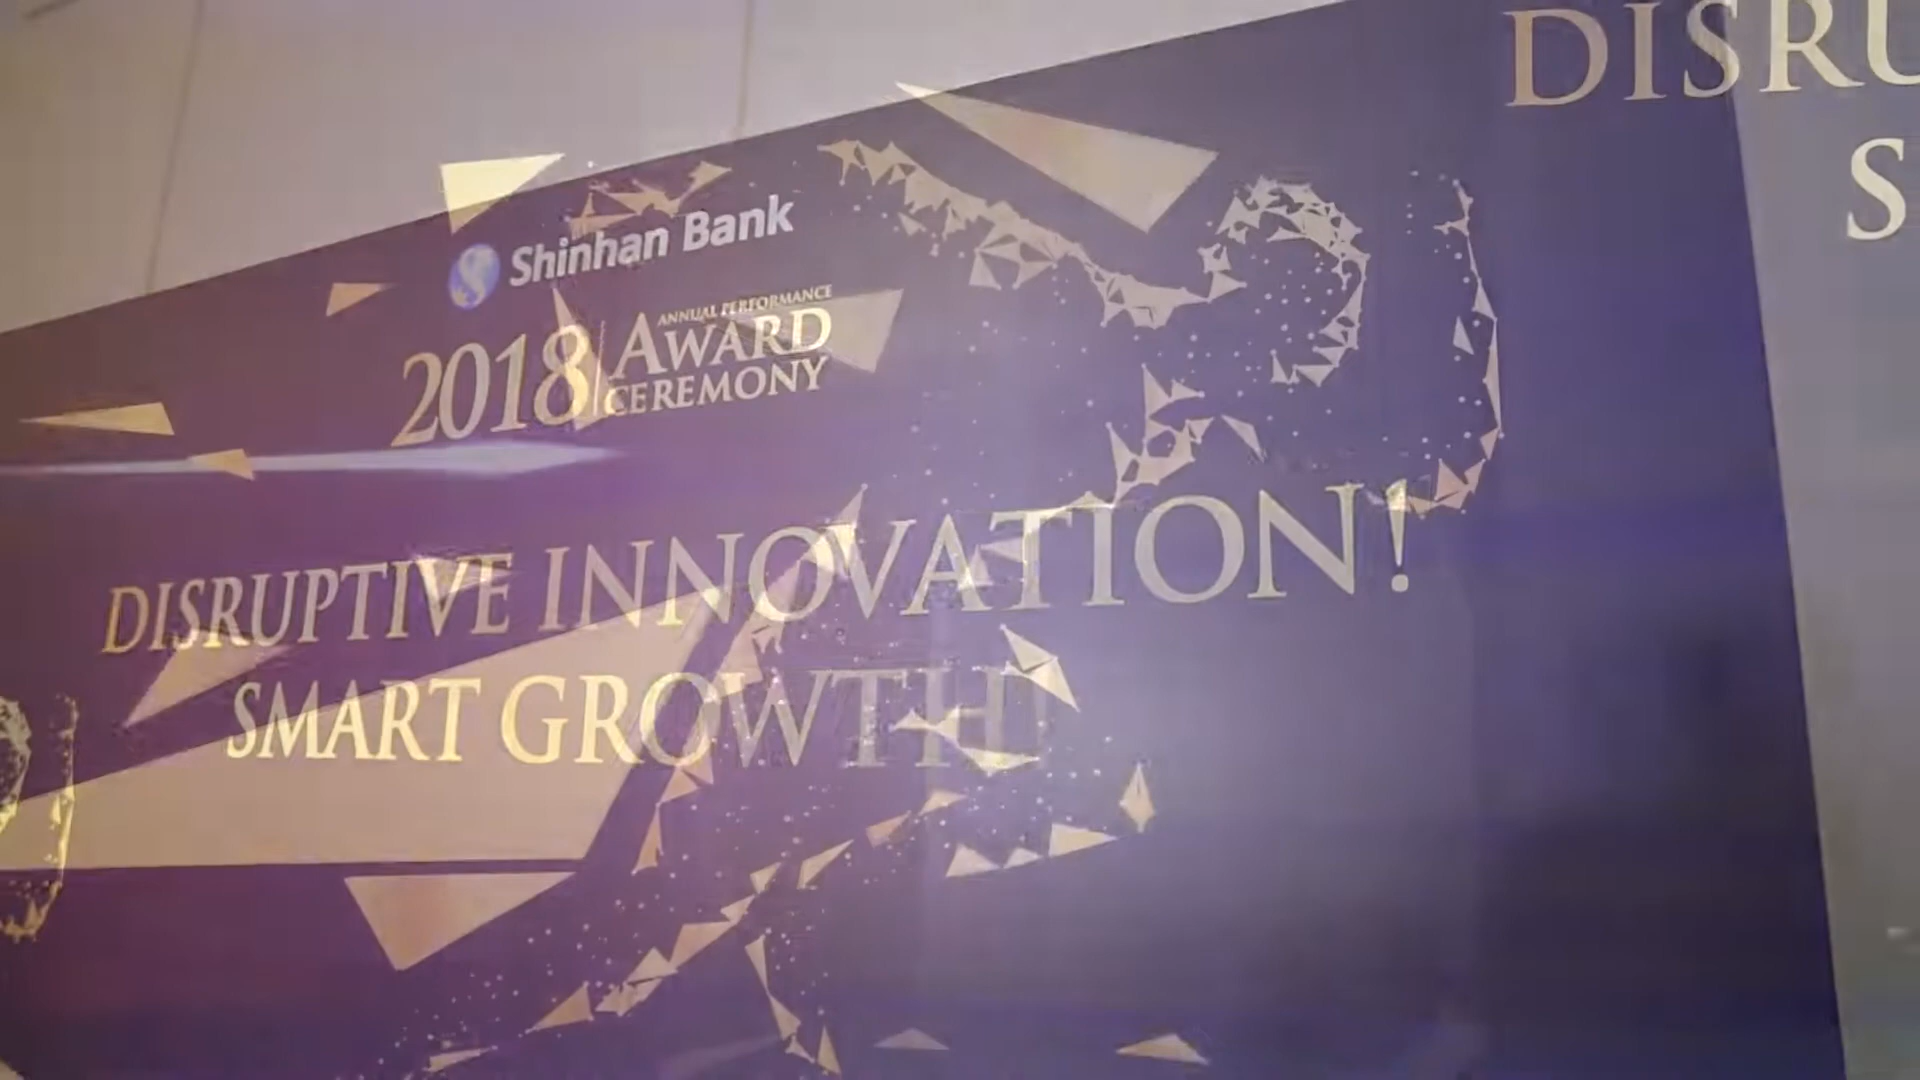 Shinhan Bank
2018
ANNUAL PERFORMANCE
AWARD
CEREMONY
DISRUPTIVE INNOVATION!
SMART GROWTH!
DISRU
S